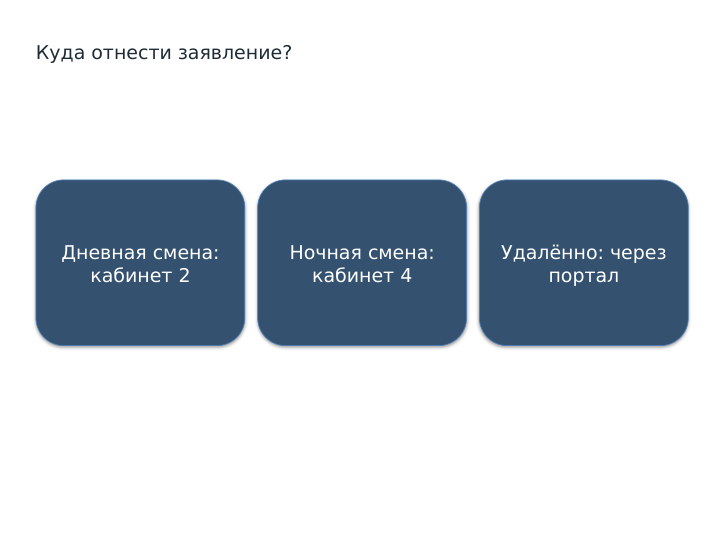 Куда отнести заявление?
Дневная смена:
кабинет 2
Ночная смена:
кабинет 4
Удалённо: через
портал